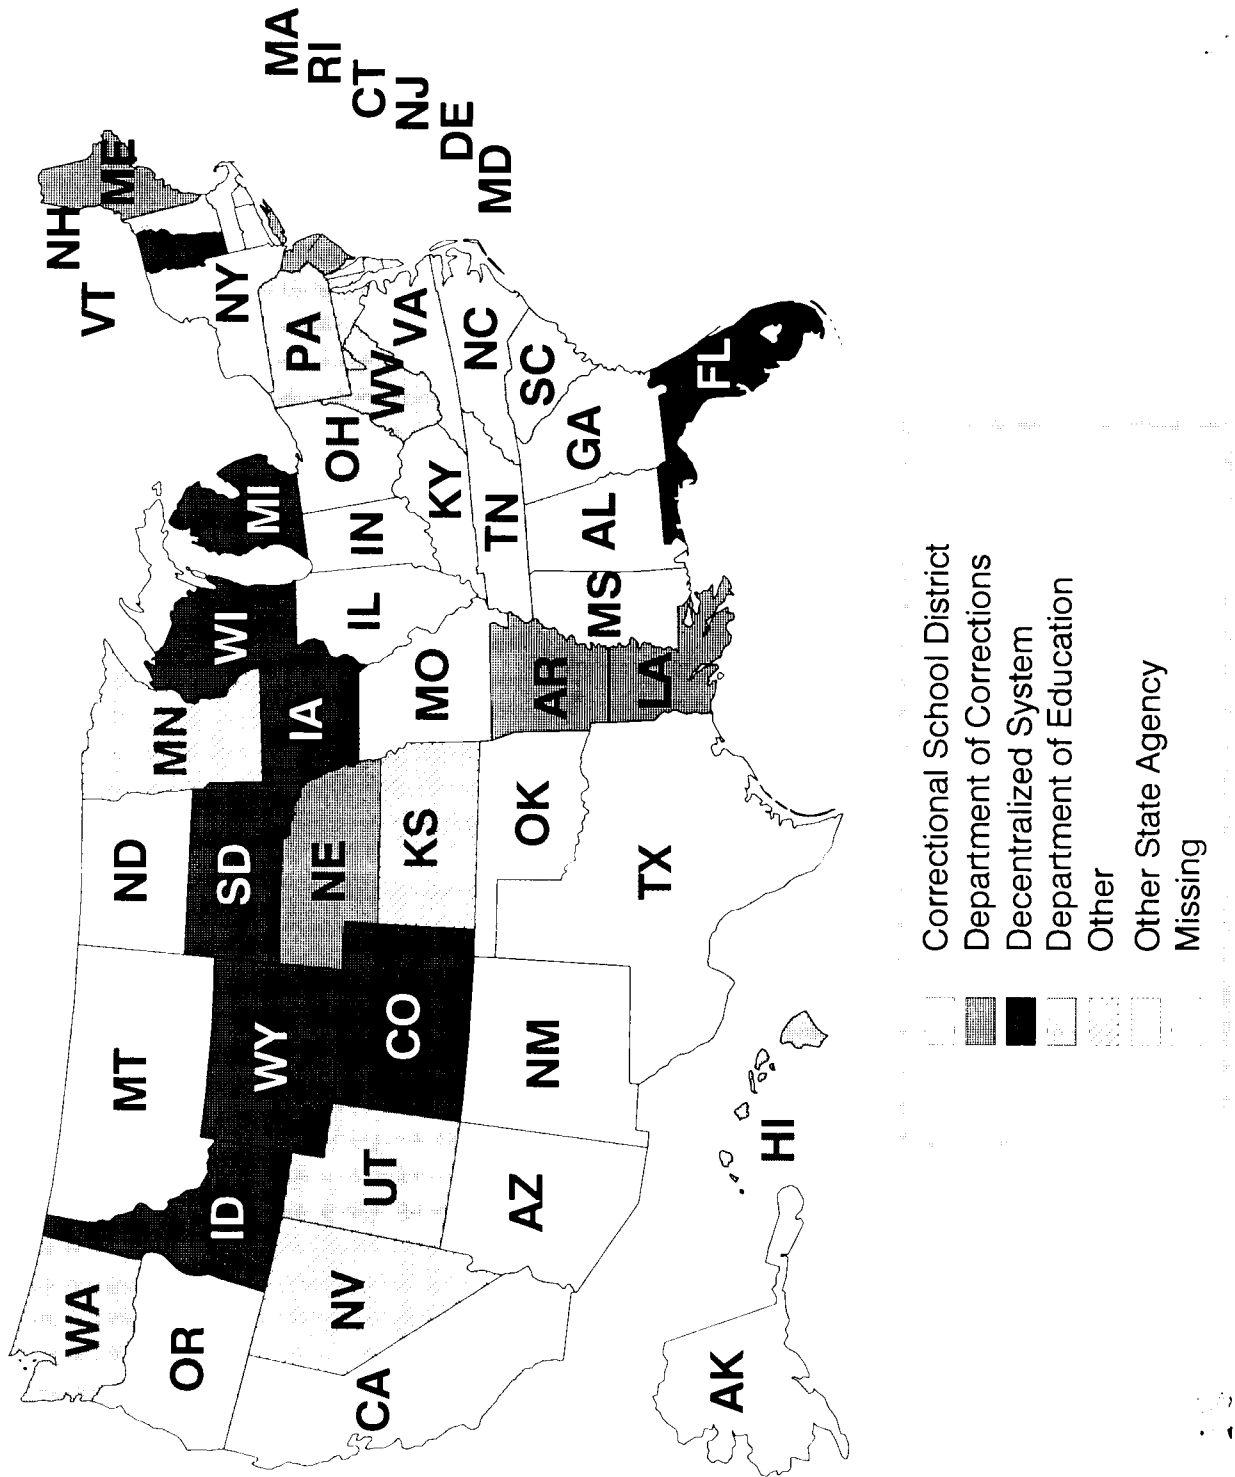 WA
MT
ND
MN
WI
MI
VT
NH
ME
MA
RI
CT
NJ
DE
MD
OR
ID
WY
SD
IA
NY
PA
NV
UT
CO
NE
IL
IN
OH
WV
VA
CA
KS
MO
KY
NC
AZ
NM
OK
AR
TN
SC
TX
LA
MS
AL
GA
FL
AK
HI
Correctional School District
Department of Corrections
Decentralized System
Department of Education
Other
Other State Agency
Missing